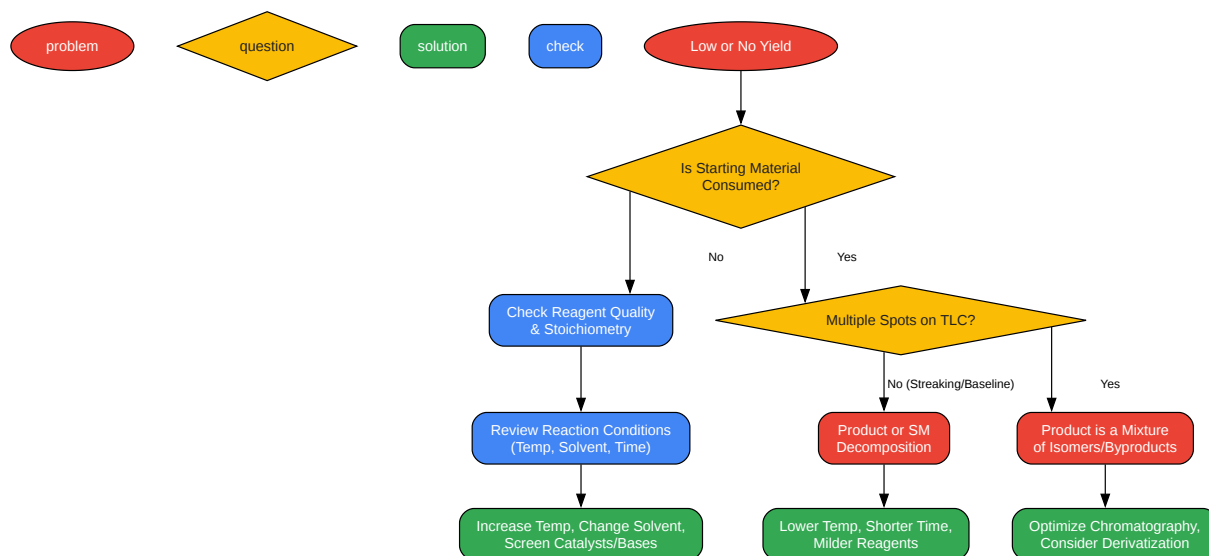 problem
question
solution
check
Low or No Yield
Is Starting Material
Consumed?
No
Yes
Check Reagent Quality
& Stoichiometry
Multiple Spots on TLC?
No (Streaking/Baseline)
Yes
Review Reaction Conditions
(Temp, Solvent, Time)
Product or SM
Decomposition
Product is a Mixture
of Isomers/Byproducts
Increase Temp, Change Solvent,
Screen Catalysts/Bases
Lower Temp, Shorter Time,
Milder Reagents
Optimize Chromatography,
Consider Derivatization